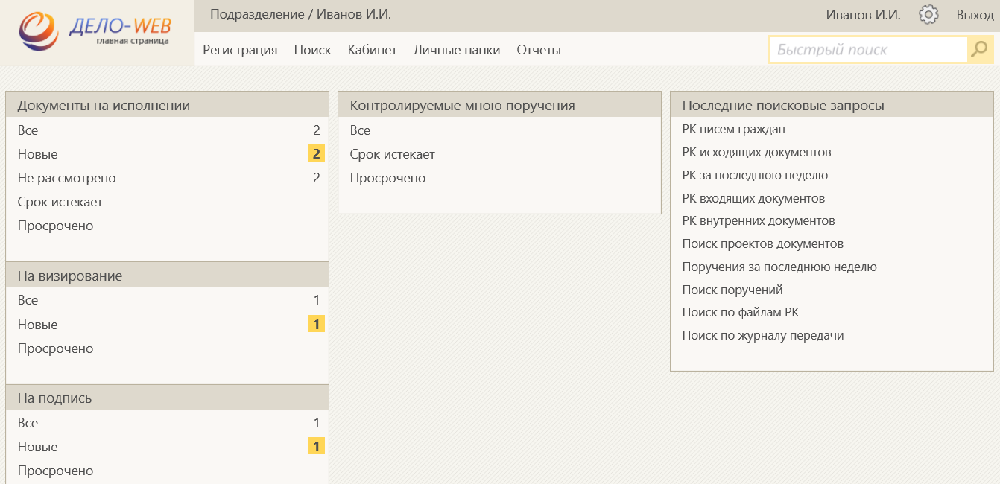 ДЕЛО-WEB
главная страница
Подразделение / Иванов И.И.
Иванов И.И.
Выход
Регистрация Поиск Кабинет Личные папки Отчеты
Быстрый поиск
Документы на исполнении
Все 2
Новые 2
Не рассмотрено 2
Срок истекает
Просрочено
На визирование
Все 1
Новые 1
Просрочено
На подпись
Все 1
Новые 1
Просрочено
Контролируемые мною поручения
Все
Срок истекает
Просрочено
Последние поисковые запросы
РК писем граждан
РК исходящих документов
РК за последнюю неделю
РК входящих документов
РК внутренних документов
Поиск проектов документов
Поручения за последнюю неделю
Поиск поручений
Поиск по файлам РК
Поиск по журналу передачи